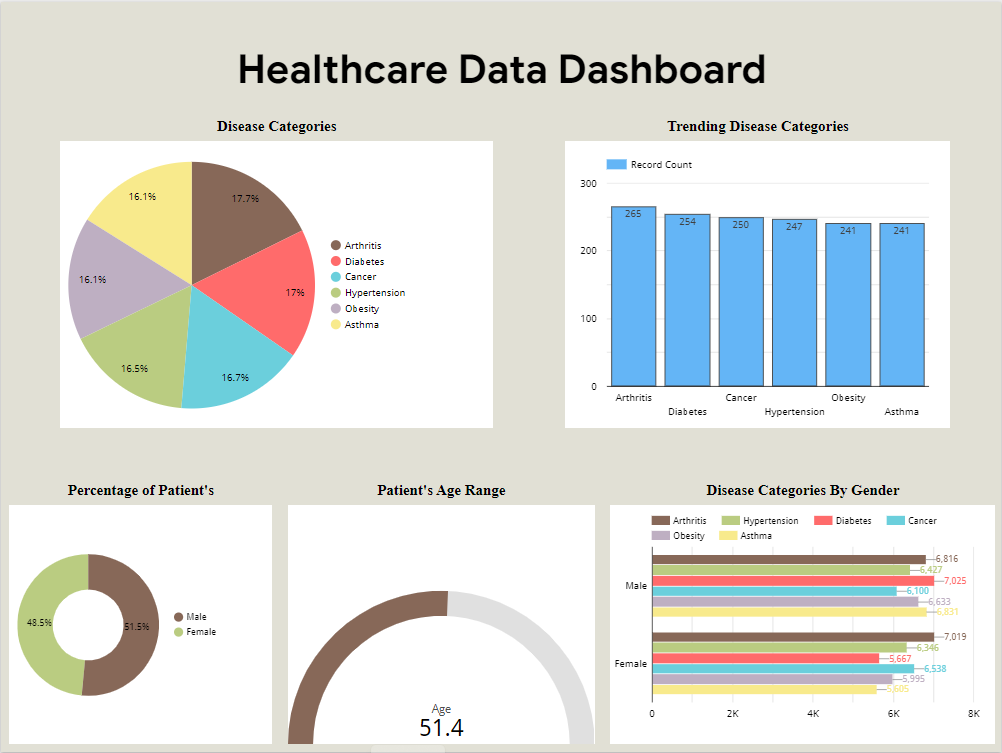 Healthcare Data Dashboard
Disease Categories
Trending Disease Categories
16.1%
17.7%
16.1%
17%
16.5%
16.7%
Arthritis
Diabetes
Cancer
Hypertension
Obesity
Asthma
Record Count
300
200
100
0
265
254
250
247
241
241
Arthritis
Diabetes
Cancer
Hypertension
Obesity
Asthma
Percentage of Patient's
Patient's Age Range
Disease Categories By Gender
48.5%
51.5%
Male
Female
Age
51.4
Arthritis Hypertension Diabetes Cancer
Obesity Asthma
Male
6,816
6,427
7,025
6,100
6,633
6,831
Female
7,019
6,346
5,667
6,538
5,995
5,605
0 2K 4K 6K 8K